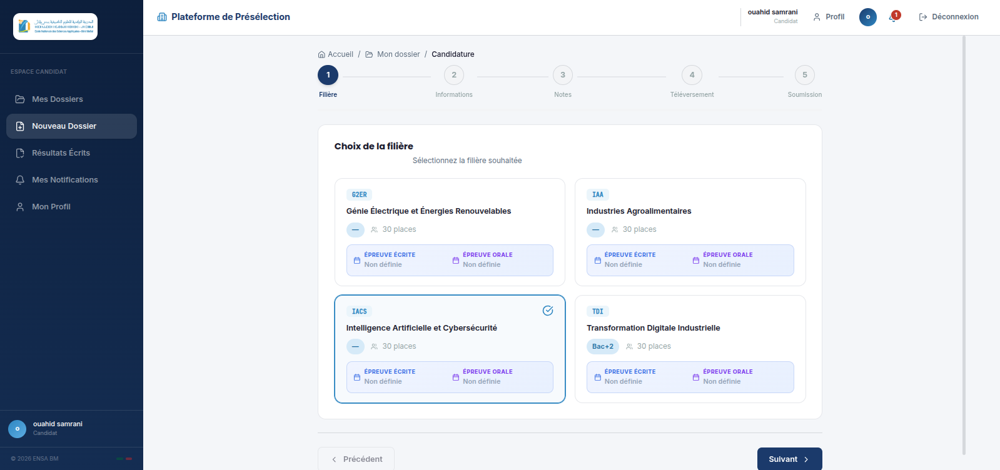 Plateforme de Présélection
ouahid samrani
Candidat
Profil
o
1
Déconnexion
ESPACE CANDIDAT
Mes Dossiers
Nouveau Dossier
Résultats Écrits
Mes Notifications
Mon Profil
o
ouahid samrani
Candidat
© 2026 ENSA BM
Accueil / Mon dossier / Candidature
1 2 3 4 5
Filière Informations Notes Téléversement Soumission
Choix de la filière
Sélectionnez la filière souhaitée
G2ER
Génie Électrique et Énergies Renouvelables
— 30 places
ÉPREUVE ÉCRITE ÉPREUVE ORALE
Non définie Non définie
IAA
Industries Agroalimentaires
— 30 places
ÉPREUVE ÉCRITE ÉPREUVE ORALE
Non définie Non définie
IACS
Intelligence Artificielle et Cybersécurité
— 30 places
ÉPREUVE ÉCRITE ÉPREUVE ORALE
Non définie Non définie
TDI
Transformation Digitale Industrielle
Bac+2 30 places
ÉPREUVE ÉCRITE ÉPREUVE ORALE
Non définie Non définie
Précédent
Suivant